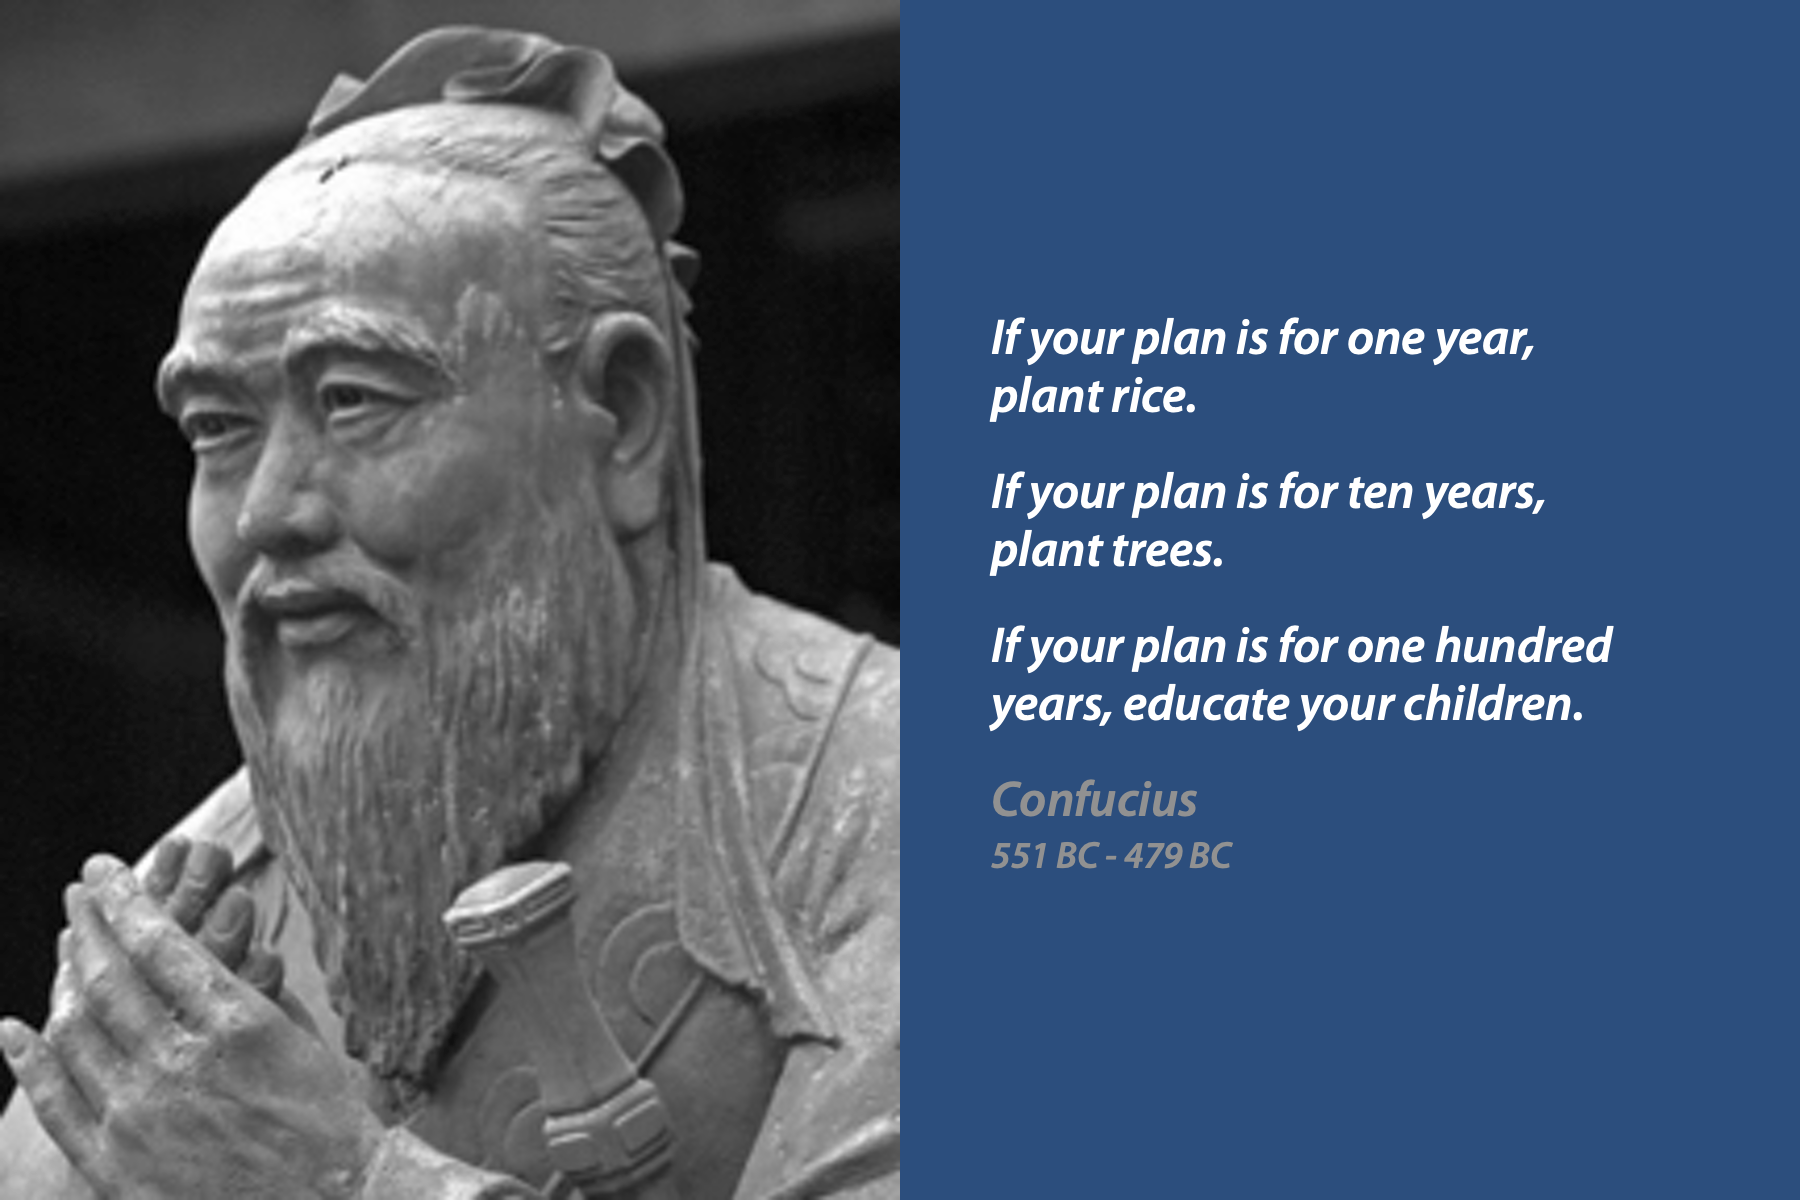 If your plan is for one year,
plant rice.
If your plan is for ten years,
plant trees.
If your plan is for one hundred
years, educate your children.
Confucius
551 BC - 479 BC